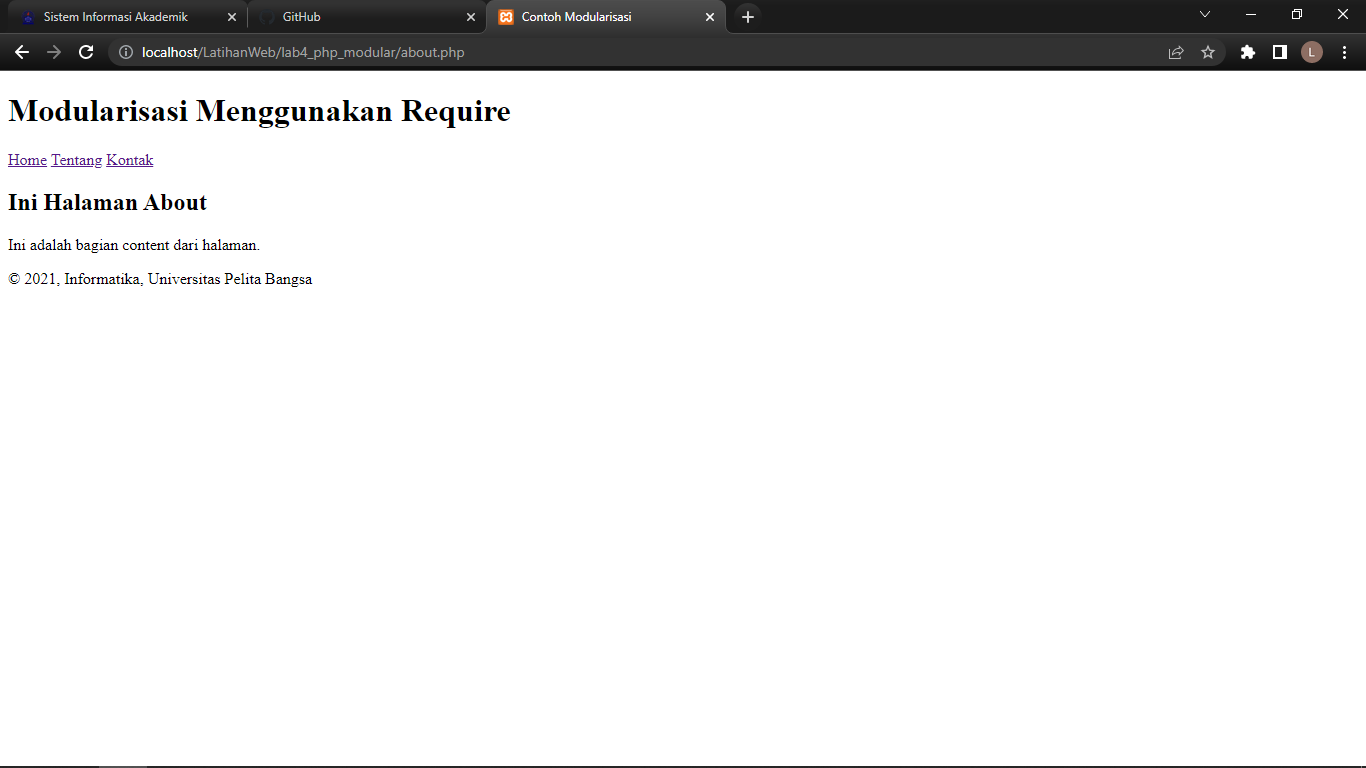 Sistem Informasi Akademik
GitHub
Contoh Modularisasi
localhost/LatihanWeb/lab4_php_modular/about.php
L
Modularisasi Menggunakan Require
Home Tentang Kontak
Ini Halaman About
Ini adalah bagian content dari halaman.
© 2021, Informatika, Universitas Pelita Bangsa